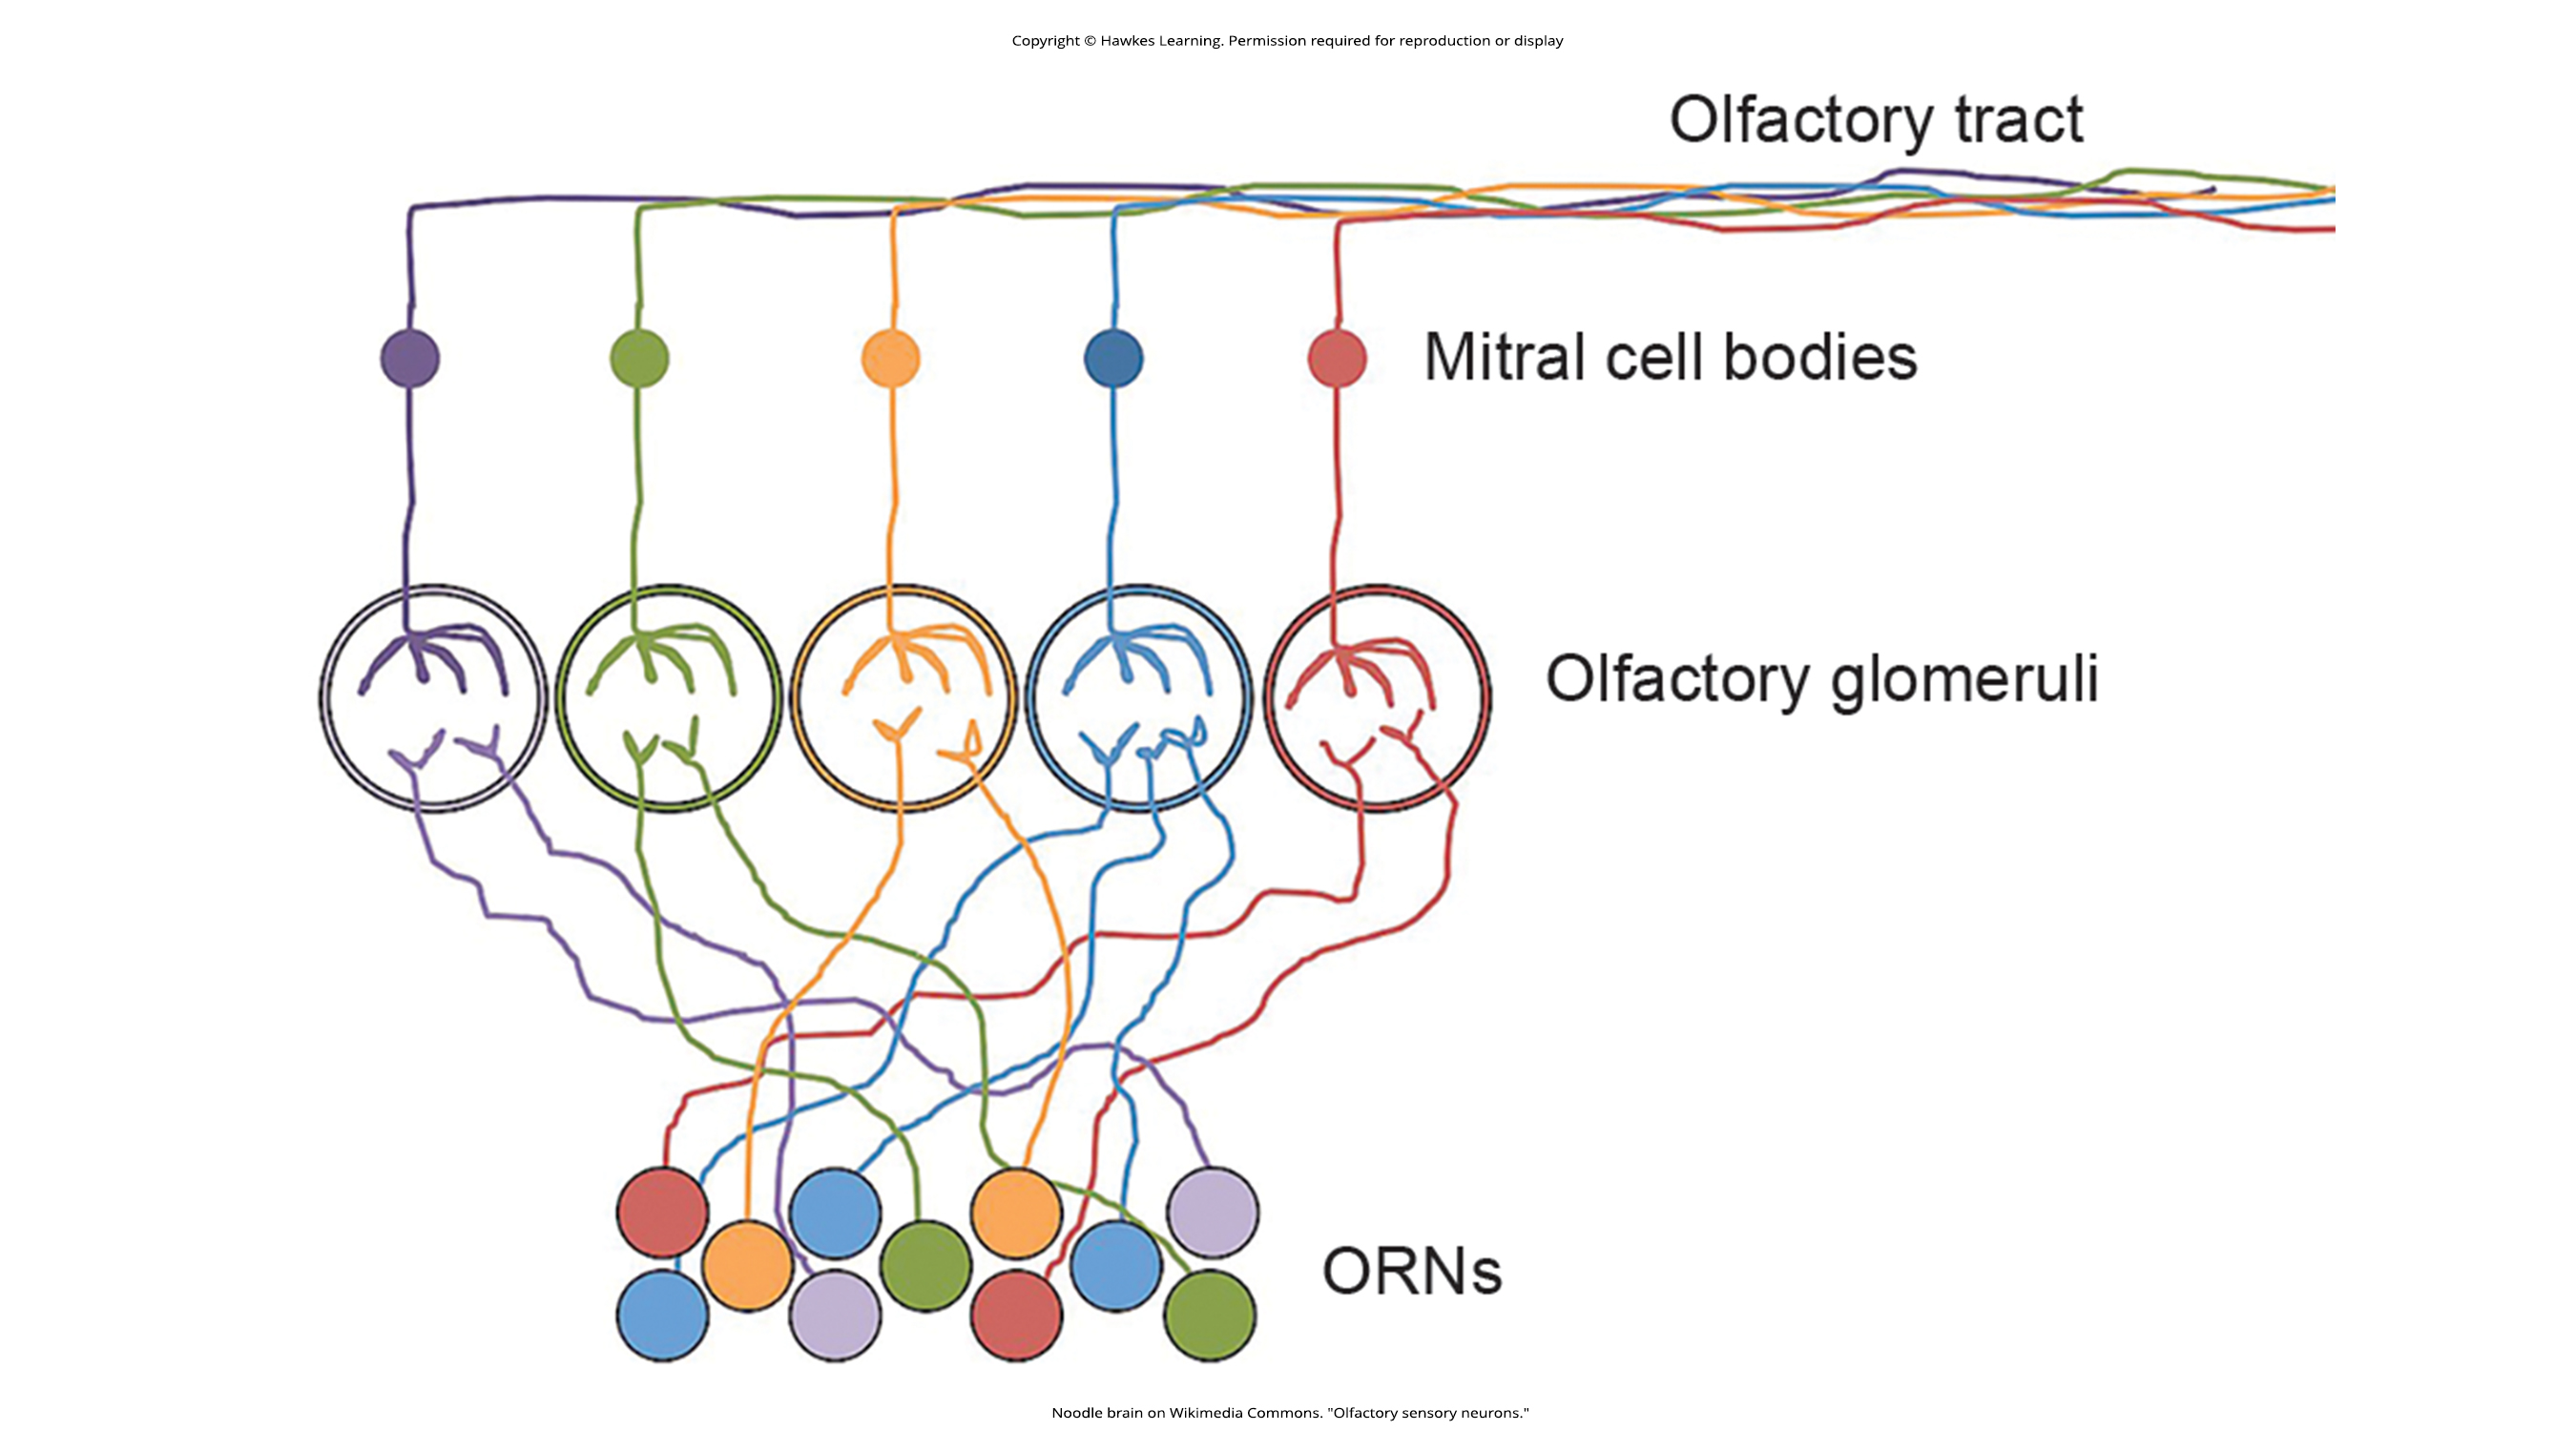 Copyright © Hawkes Learning. Permission required for reproduction or display
Olfactory tract
Mitral cell bodies
Olfactory glomeruli
ORNs
Noodle brain on Wikimedia Commons. "Olfactory sensory neurons."